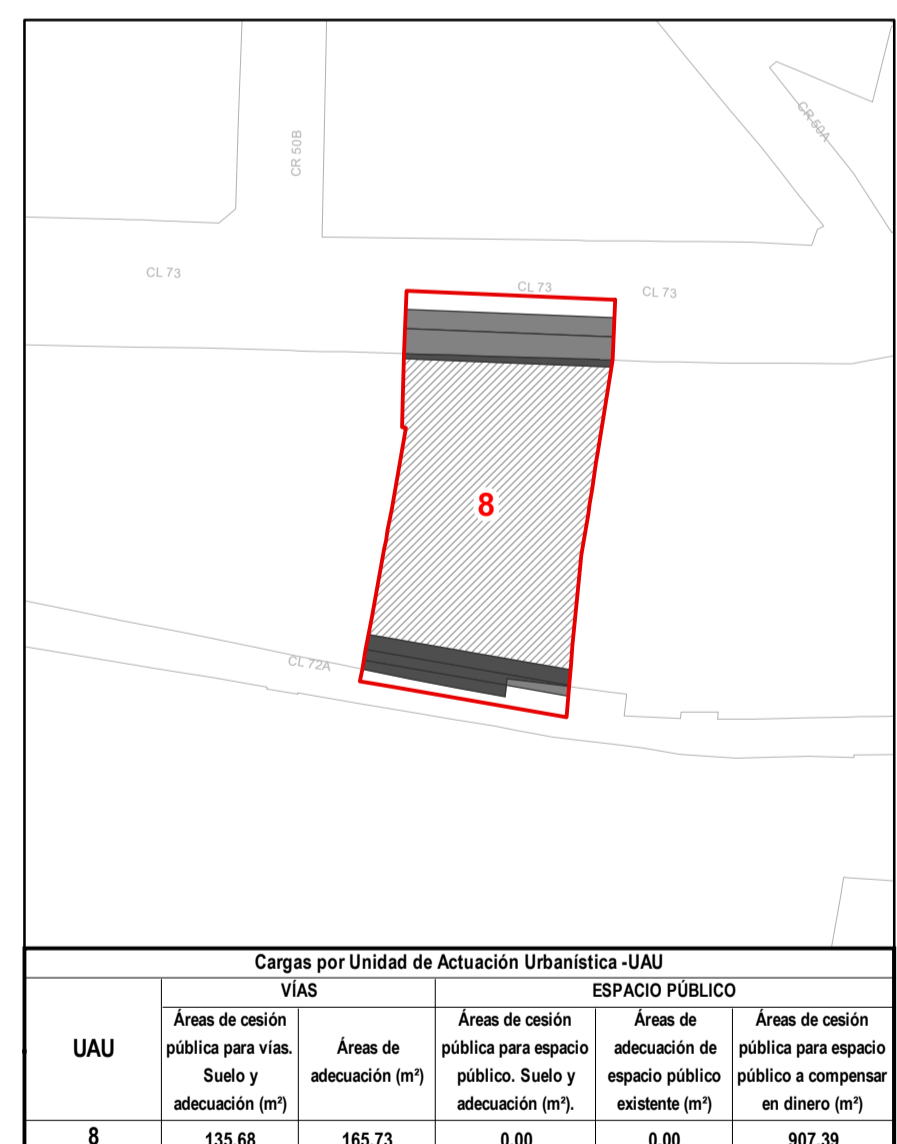 CR 50B
CR 50A
CL 73
CL 73
CL 73
8
CL 72A
Cargas por Unidad de Actuación Urbanística -UAU
VÍAS
ESPACIO PÚBLICO
UAU
Áreas de cesión
pública para vías.
Suelo y
adecuación (m²)
Áreas de
adecuación (m²)
Áreas de cesión
pública para espacio
público. Suelo y
adecuación (m²).
Áreas de
adecuación de
espacio público
existente (m²)
Áreas de cesión
pública para espacio
público a compensar
en dinero (m²)
8
135.68
165.73
0.00
0.00
907.39